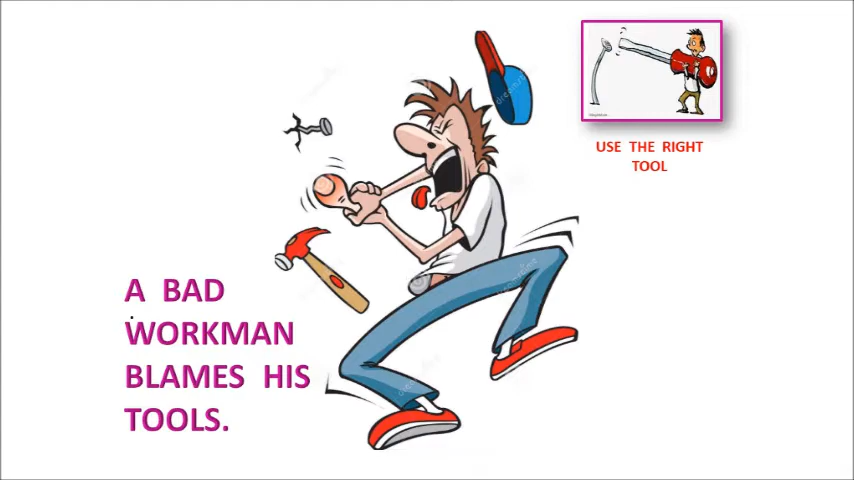 USE THE RIGHT
TOOL
A BAD
WORKMAN
BLAMES HIS
TOOLS.